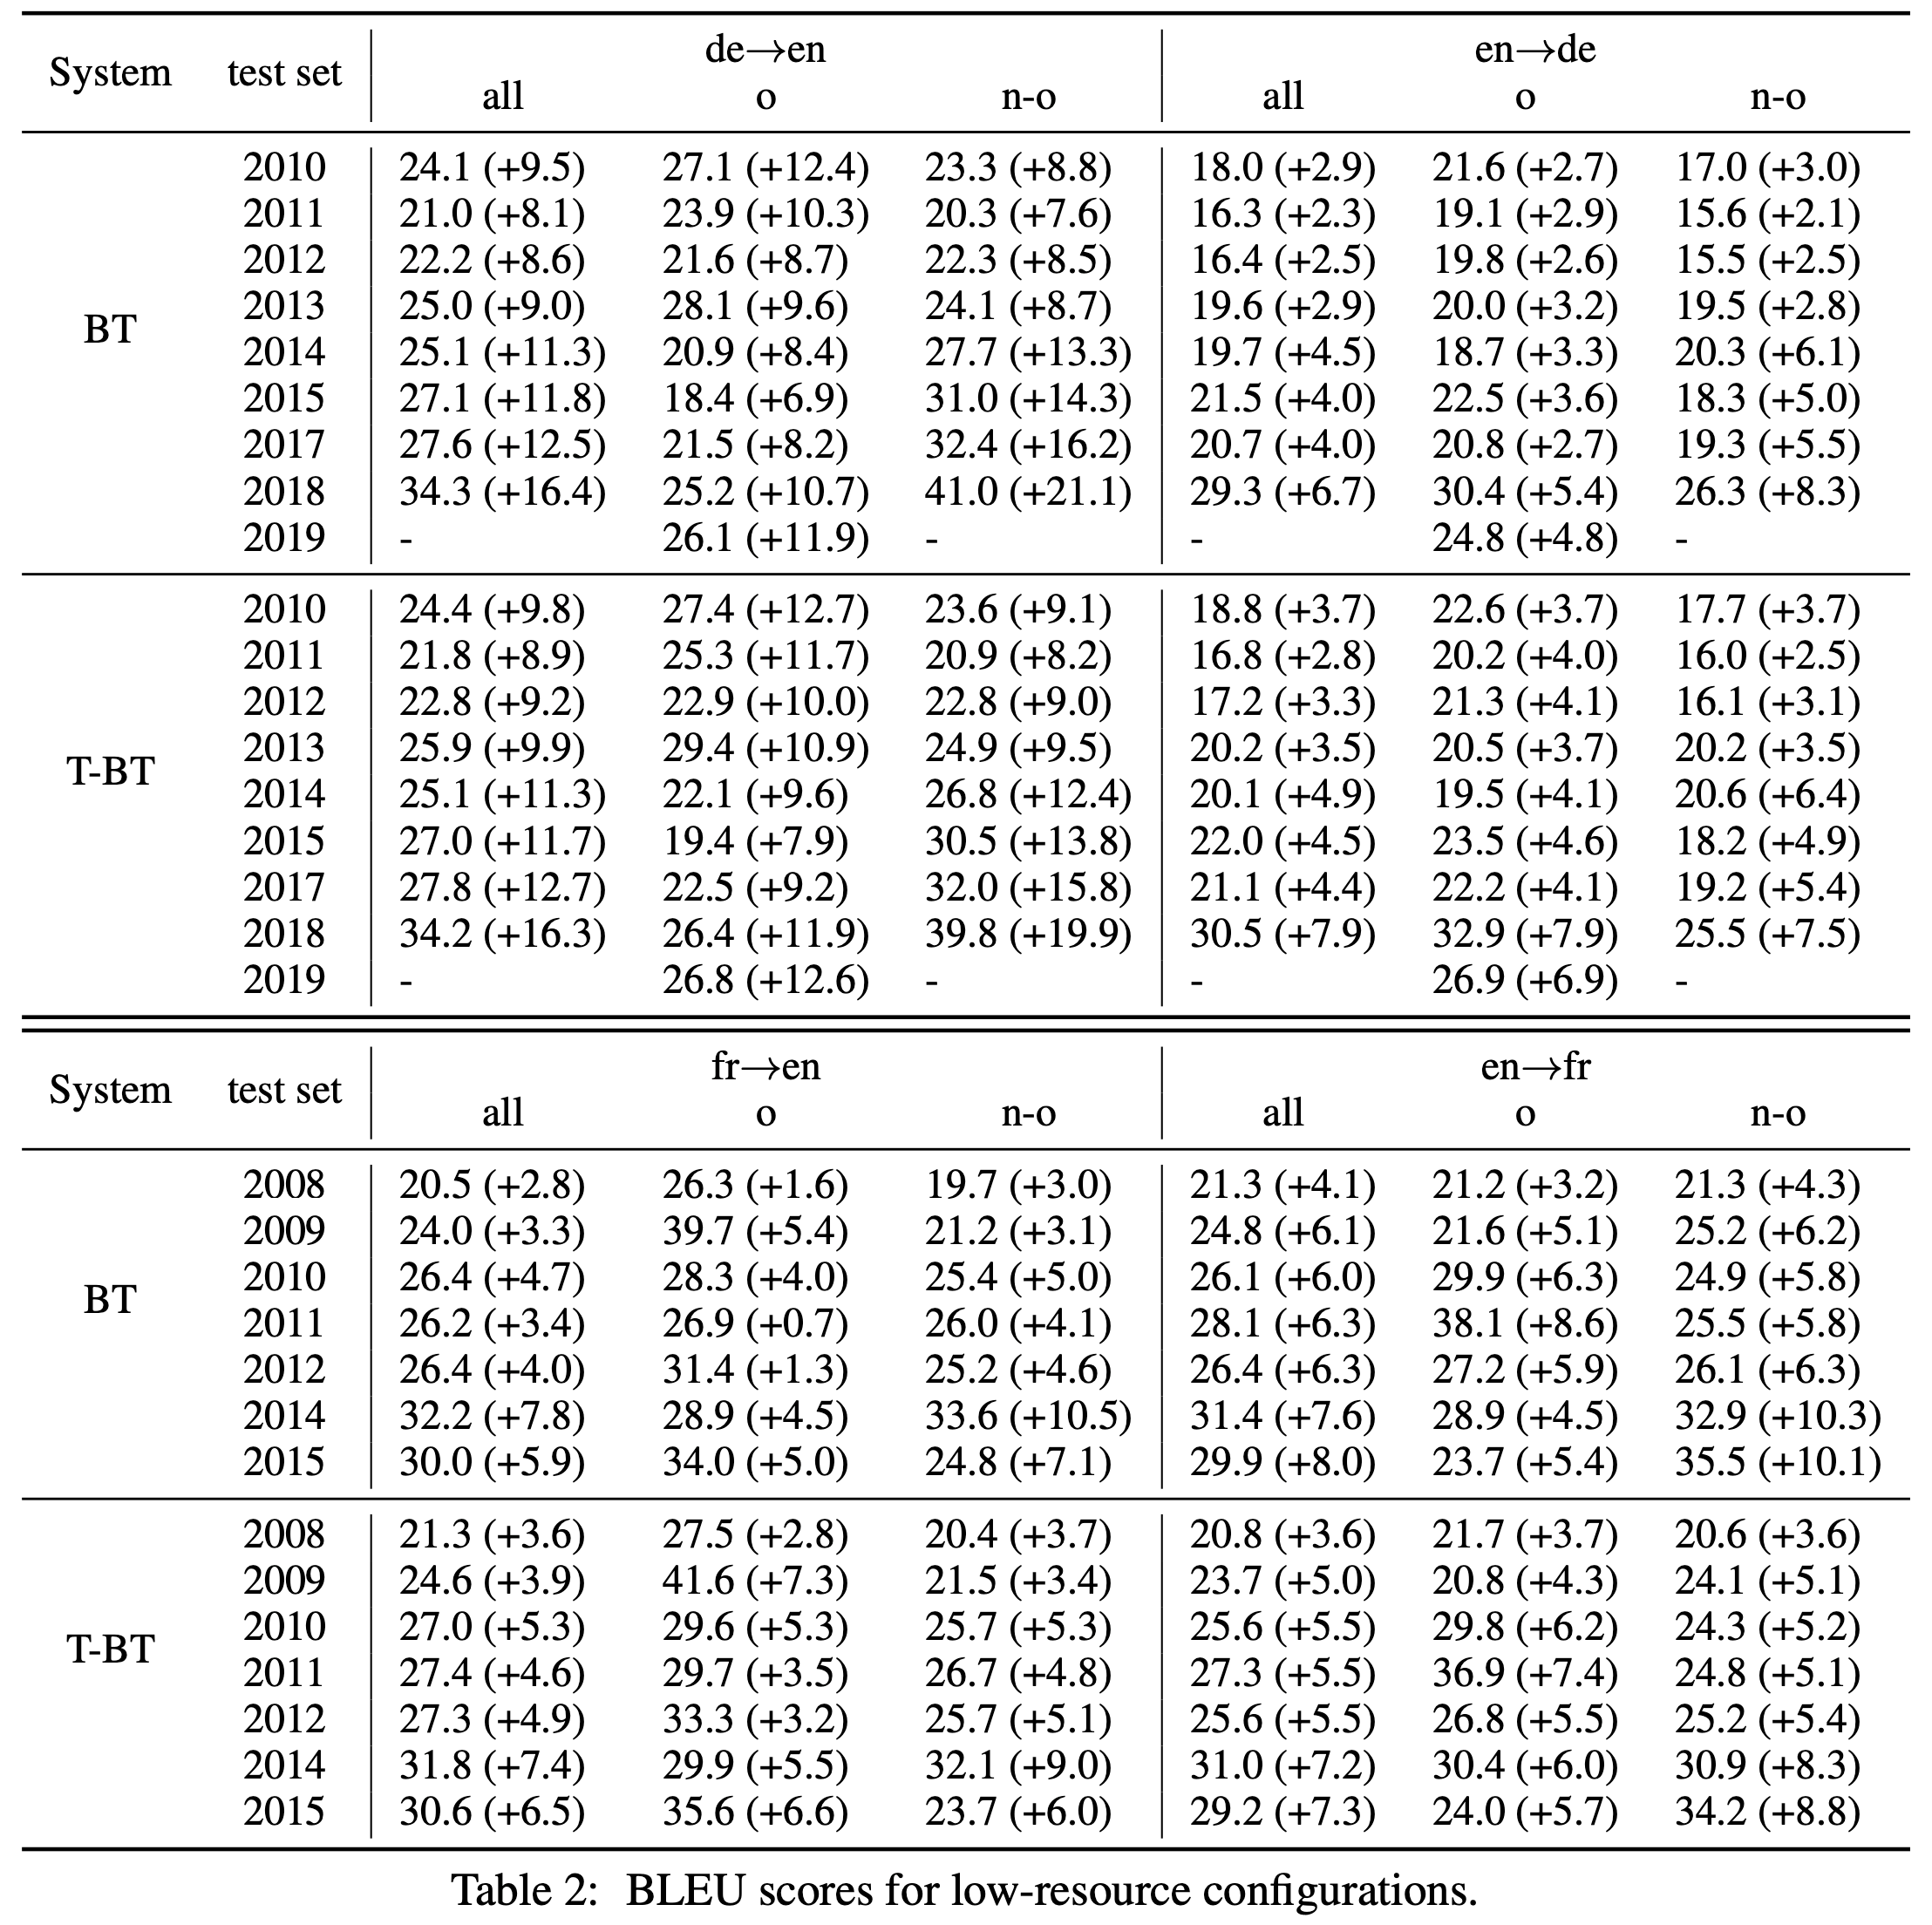 System test set de→en en→de
all o n-o all o n-o
BT
2010 24.1 (+9.5) 27.1 (+12.4) 23.3 (+8.8) 18.0 (+2.9) 21.6 (+2.7) 17.0 (+3.0)
2011 21.0 (+8.1) 23.9 (+10.3) 20.3 (+7.6) 16.3 (+2.3) 19.1 (+2.9) 15.6 (+2.1)
2012 22.2 (+8.6) 21.6 (+8.7) 22.3 (+8.5) 16.4 (+2.5) 19.8 (+2.6) 15.5 (+2.5)
2013 25.0 (+9.0) 28.1 (+9.6) 24.1 (+8.7) 19.6 (+2.9) 20.0 (+3.2) 19.5 (+2.8)
2014 25.1 (+11.3) 20.9 (+8.4) 27.7 (+13.3) 19.7 (+4.5) 18.7 (+3.3) 20.3 (+6.1)
2015 27.1 (+11.8) 18.4 (+6.9) 31.0 (+14.3) 21.5 (+4.0) 22.5 (+3.6) 18.3 (+5.0)
2017 27.6 (+12.5) 21.5 (+8.2) 32.4 (+16.2) 20.7 (+4.0) 20.8 (+2.7) 19.3 (+5.5)
2018 34.3 (+16.4) 25.2 (+10.7) 41.0 (+21.1) 29.3 (+6.7) 30.4 (+5.4) 26.3 (+8.3)
2019 - 26.1 (+11.9) - - 24.8 (+4.8) -
T-BT
2010 24.4 (+9.8) 27.4 (+12.7) 23.6 (+9.1) 18.8 (+3.7) 22.6 (+3.7) 17.7 (+3.7)
2011 21.8 (+8.9) 25.3 (+11.7) 20.9 (+8.2) 16.8 (+2.8) 20.2 (+4.0) 16.0 (+2.5)
2012 22.8 (+9.2) 22.9 (+10.0) 22.8 (+9.0) 17.2 (+3.3) 21.3 (+4.1) 16.1 (+3.1)
2013 25.9 (+9.9) 29.4 (+10.9) 24.9 (+9.5) 20.2 (+3.5) 20.5 (+3.7) 20.2 (+3.5)
2014 25.1 (+11.3) 22.1 (+9.6) 26.8 (+12.4) 20.1 (+4.9) 19.5 (+4.1) 20.6 (+6.4)
2015 27.0 (+11.7) 19.4 (+7.9) 30.5 (+13.8) 22.0 (+4.5) 23.5 (+4.6) 18.2 (+4.9)
2017 27.8 (+12.7) 22.5 (+9.2) 32.0 (+15.8) 21.1 (+4.4) 22.2 (+4.1) 19.2 (+5.4)
2018 34.2 (+16.3) 26.4 (+11.9) 39.8 (+19.9) 30.5 (+7.9) 32.9 (+7.9) 25.5 (+7.5)
2019 - 26.8 (+12.6) - - 26.9 (+6.9) -
System test set fr→en en→fr
all o n-o all o n-o
BT
2008 20.5 (+2.8) 26.3 (+1.6) 19.7 (+3.0) 21.3 (+4.1) 21.2 (+3.2) 21.3 (+4.3)
2009 24.0 (+3.3) 39.7 (+5.4) 21.2 (+3.1) 24.8 (+6.1) 21.6 (+5.1) 25.2 (+6.2)
2010 26.4 (+4.7) 28.3 (+4.0) 25.4 (+5.0) 26.1 (+6.0) 29.9 (+6.3) 24.9 (+5.8)
2011 26.2 (+3.4) 26.9 (+0.7) 26.0 (+4.1) 28.1 (+6.3) 38.1 (+8.6) 25.5 (+5.8)
2012 26.4 (+4.0) 31.4 (+1.3) 25.2 (+4.6) 26.4 (+6.3) 27.2 (+5.9) 26.1 (+6.3)
2014 32.2 (+7.8) 28.9 (+4.5) 33.6 (+10.5) 31.4 (+7.6) 28.9 (+4.5) 32.9 (+10.3)
2015 30.0 (+5.9) 34.0 (+5.0) 24.8 (+7.1) 29.9 (+8.0) 23.7 (+5.4) 35.5 (+10.1)
T-BT
2008 21.3 (+3.6) 27.5 (+2.8) 20.4 (+3.7) 20.8 (+3.6) 21.7 (+3.7) 20.6 (+3.6)
2009 24.6 (+3.9) 41.6 (+7.3) 21.5 (+3.4) 23.7 (+5.0) 20.8 (+4.3) 24.1 (+5.1)
2010 27.0 (+5.3) 29.6 (+5.3) 25.7 (+5.3) 25.6 (+5.5) 29.8 (+6.2) 24.3 (+5.2)
2011 27.4 (+4.6) 29.7 (+3.5) 26.7 (+4.8) 27.3 (+5.5) 36.9 (+7.4) 24.8 (+5.1)
2012 27.3 (+4.9) 33.3 (+3.2) 25.7 (+5.1) 25.6 (+5.5) 26.8 (+5.5) 25.2 (+5.4)
2014 31.8 (+7.4) 29.9 (+5.5) 32.1 (+9.0) 31.0 (+7.2) 30.4 (+6.0) 30.9 (+8.3)
2015 30.6 (+6.5) 35.6 (+6.6) 23.7 (+6.0) 29.2 (+7.3) 24.0 (+5.7) 34.2 (+8.8)
Table 2: BLEU scores for low-resource configurations.